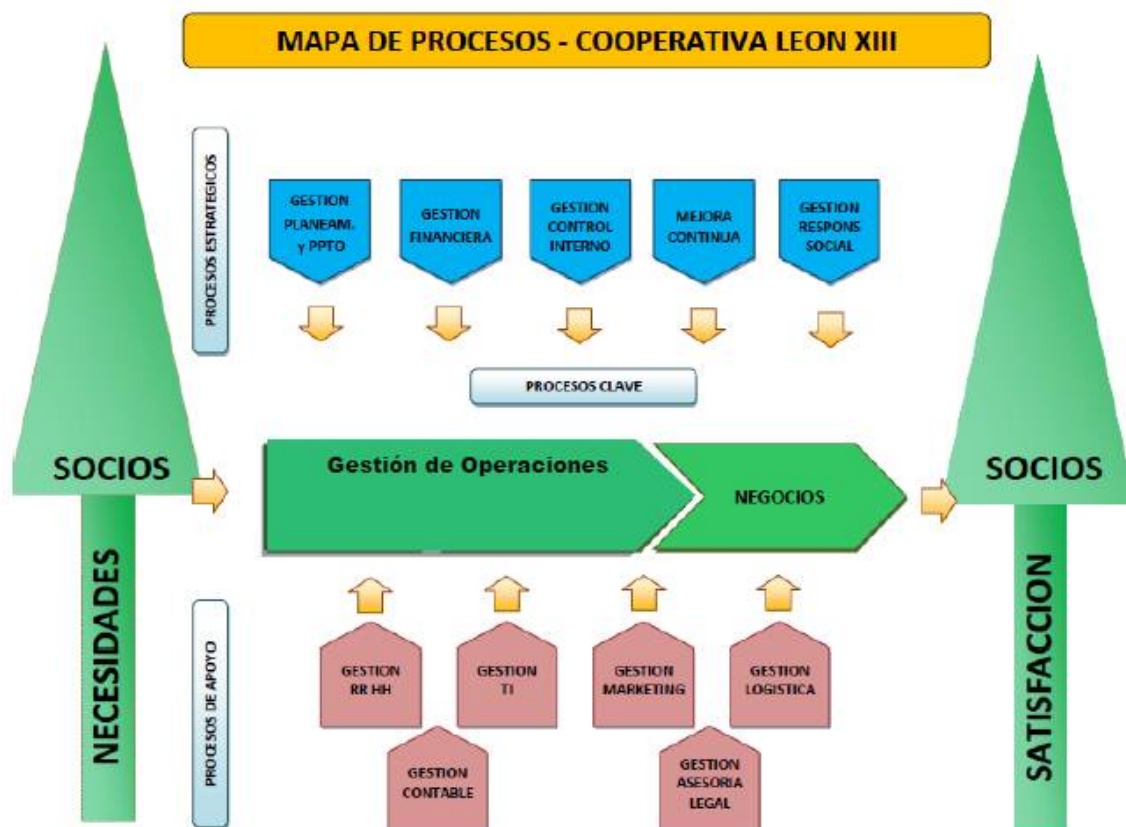 MAPA DE PROCESOS - COOPERATIVA LEON XIII
PROCESOS ESTRATEGICOS
GESTION
PLANEAM.
y PPTO
GESTION
FINANCIERA
GESTION
CONTROL
INTERNO
MEJORA
CONTINUA
GESTION
RESPONS
SOCIAL
PROCESOS CLAVE
SOCIOS
NECESIDADES
Gestión de Operaciones
NEGOCIOS
SOCIOS
SATISFACCION
PROCESOS DE APOYO
GESTION
RR HH
GESTION
TI
GESTION
MARKETING
GESTION
LOGISTICA
GESTION
CONTABLE
GESTION
ASESORIA
LEGAL